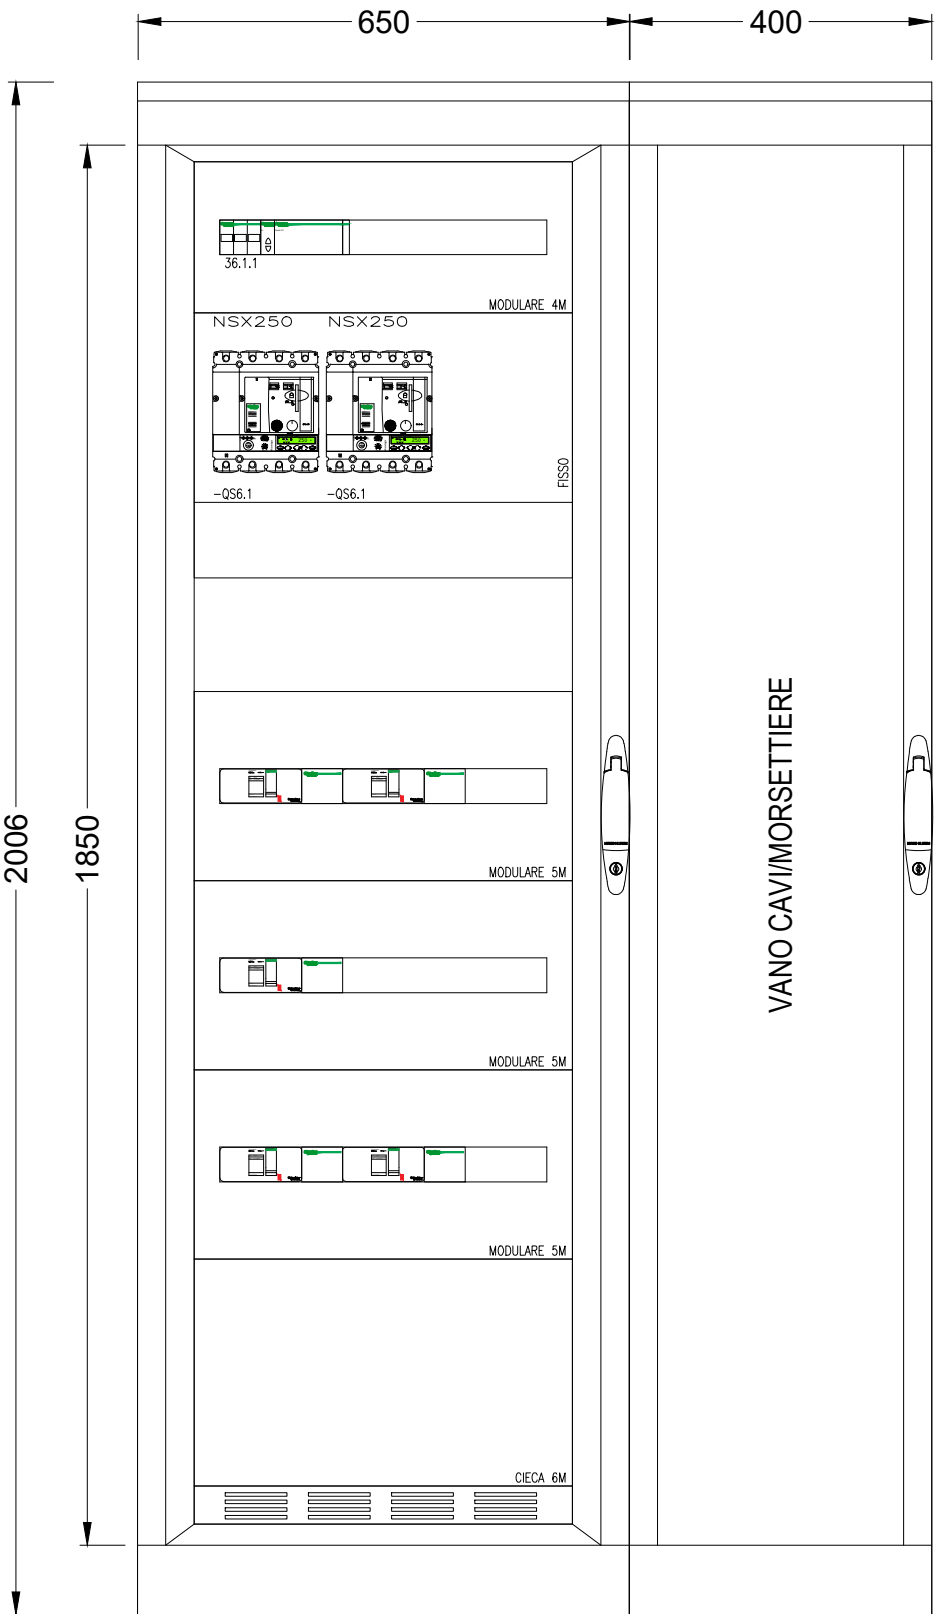 650
400
36.1.1
MODULARE 4M
NSX250
NSX250
-QS6.1
-QS6.1
FISSO
2006
1850
VANO CAVI/MORSETTIERE
MODULARE 5M
MODULARE 5M
MODULARE 5M
CIECA 6M